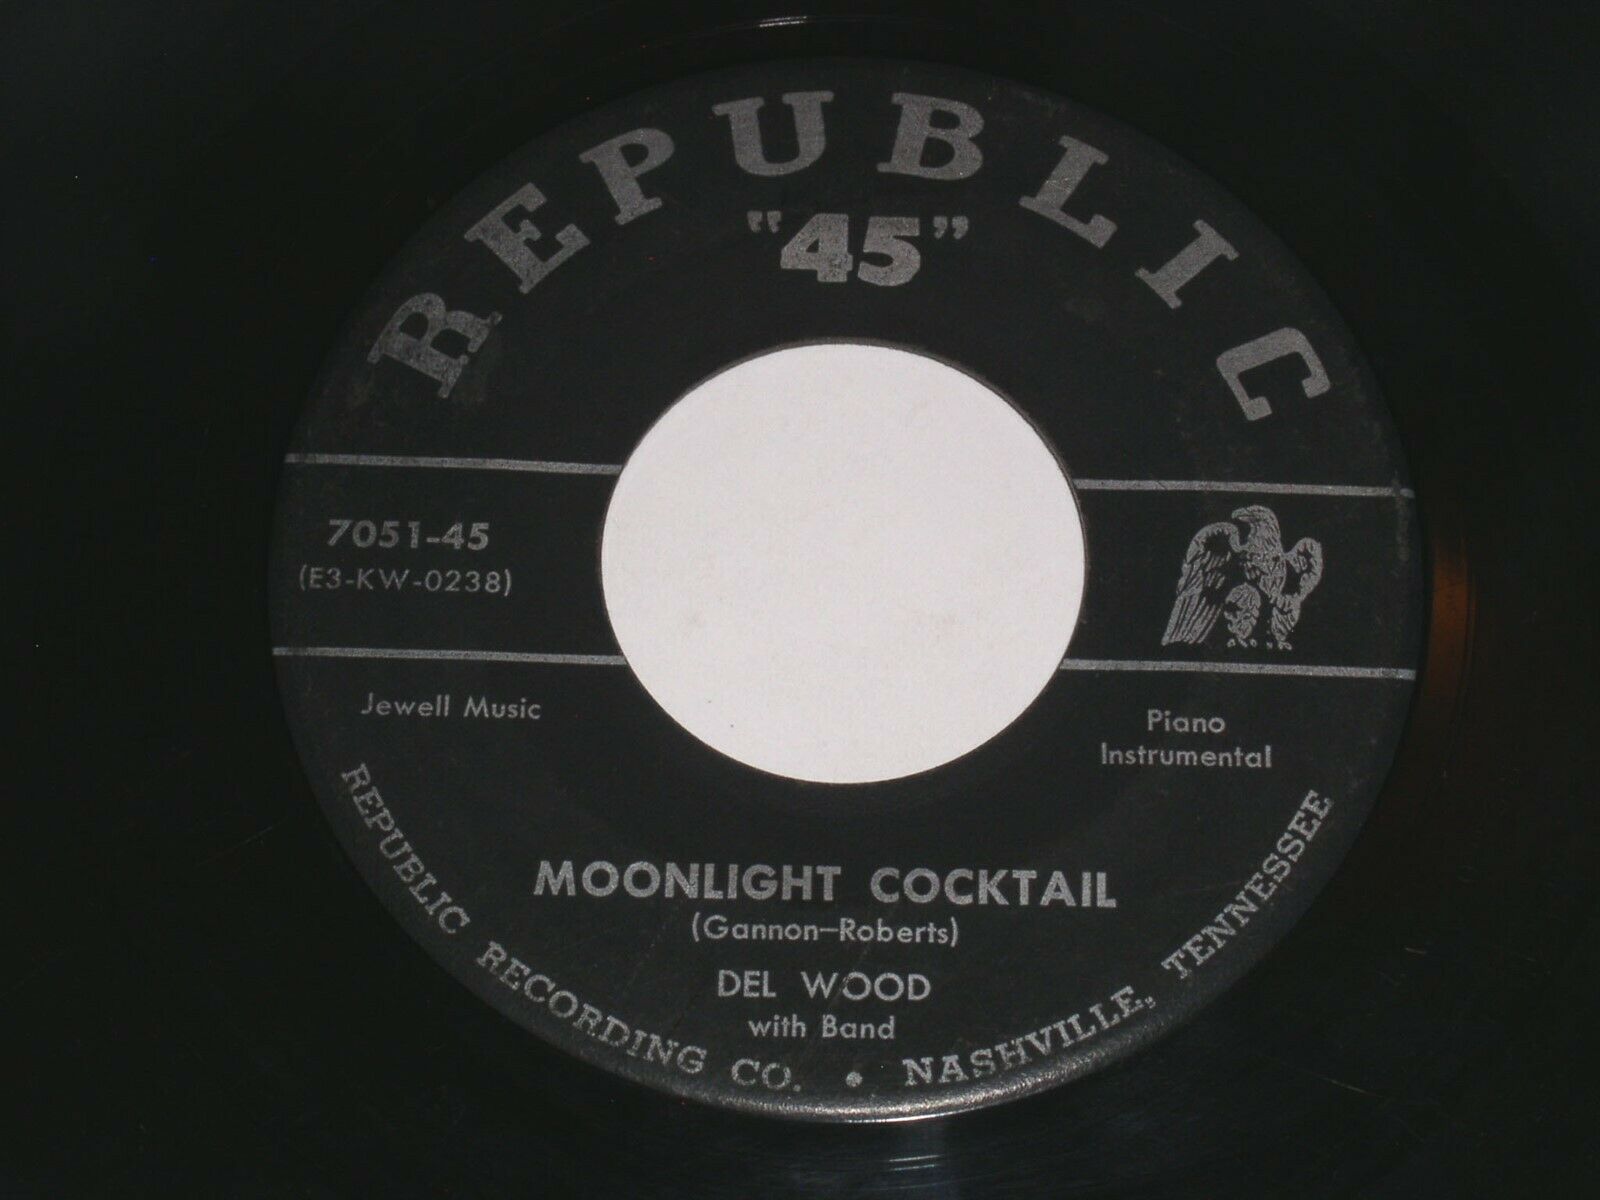 REPUBLIC
"45"
7051-45
(E3-KW-0238)
Jewell Music
Piano
Instrumental
MOONLIGHT COCKTAIL
(Gannon-Roberts)
DEL WOOD
with Band
REPUBLIC RECORDING CO. • NASHVILLE, TENNESSEE